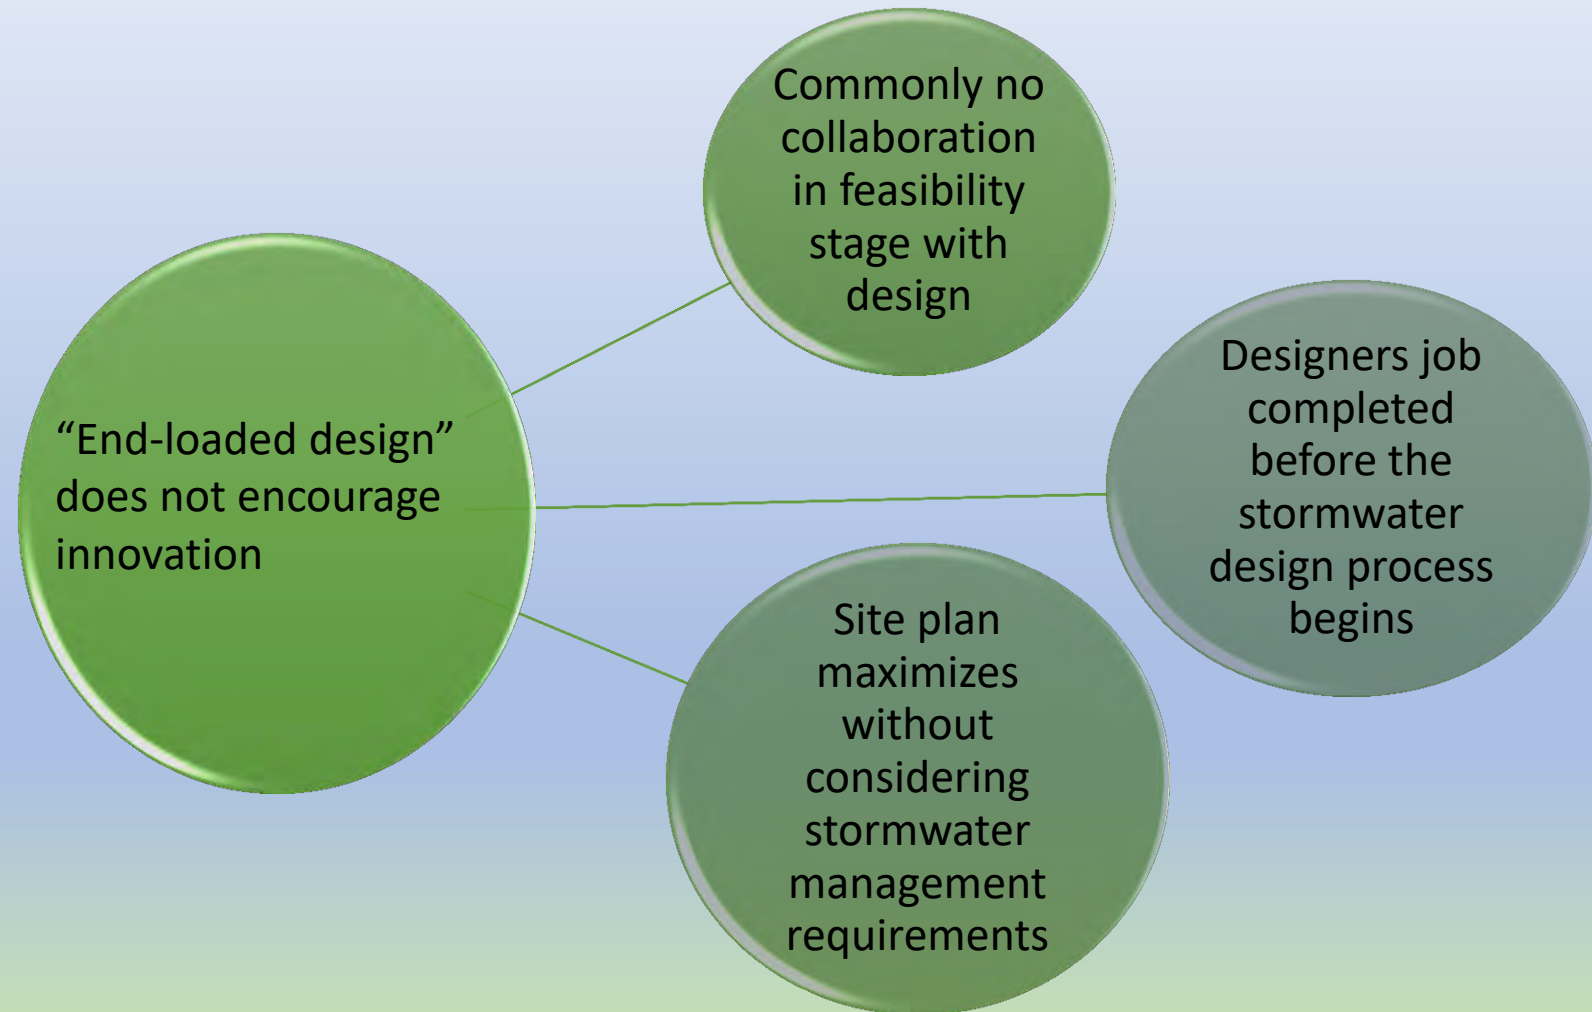 “End-loaded design”
does not encourage
innovation
Commonly no
collaboration
in feasibility
stage with
design
Designers job
completed
before the
stormwater
design process
begins
Site plan
maximizes
without
considering
stormwater
management
requirements